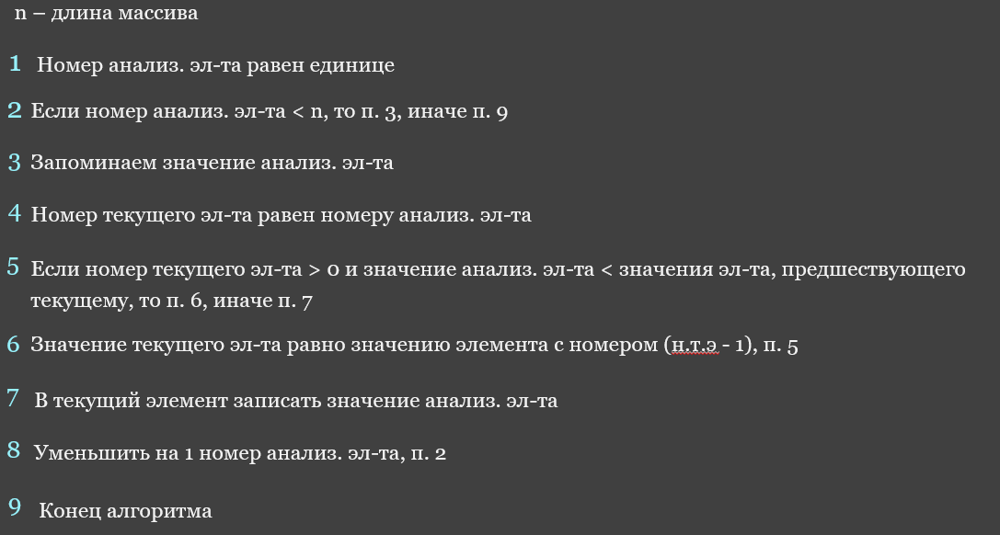 n – длина массива
1 Номер анализ. эл-та равен единице
2 Если номер анализ. эл-та < n, то п. 3, иначе п. 9
3 Запоминаем значение анализ. эл-та
4 Номер текущего эл-та равен номеру анализ. эл-та
5 Если номер текущего эл-та > 0 и значение анализ. эл-та < значения эл-та, предшествующего
текущему, то п. 6, иначе п. 7
6 Значение текущего эл-та равно значению элемента с номером (н.т.э - 1), п. 5
7 В текущий элемент записать значение анализ. эл-та
8 Уменьшить на 1 номер анализ. эл-та, п. 2
9 Конец алгоритма